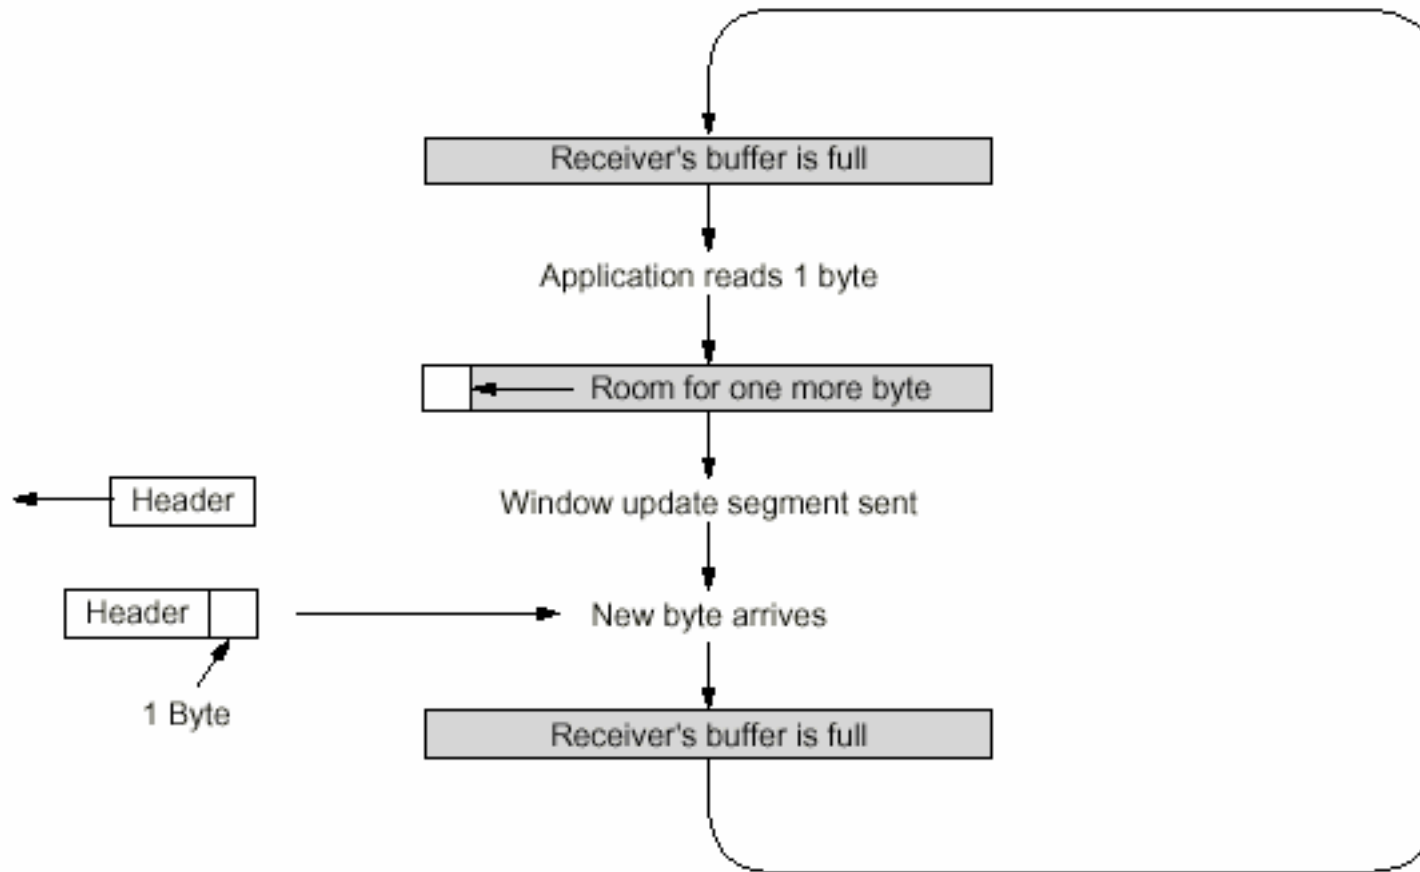 Receiver's buffer is full
Application reads 1 byte
Room for one more byte
Header
Window update segment sent
Header
New byte arrives
1 Byte
Receiver's buffer is full